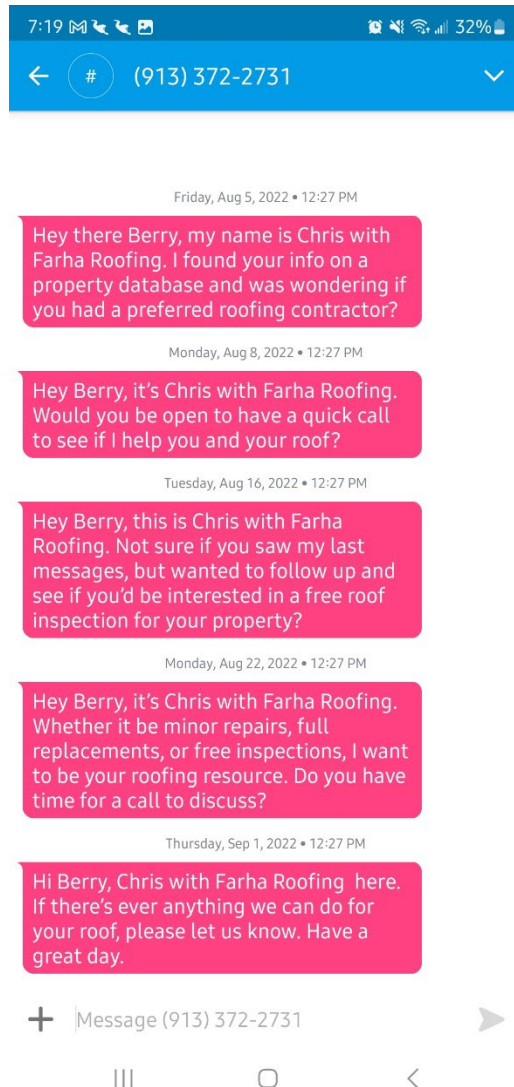 7:19
32%
# (913) 372-2731
Friday, Aug 5, 2022 • 12:27 PM
Hey there Berry, my name is Chris with
Farha Roofing. I found your info on a
property database and was wondering if
you had a preferred roofing contractor?
Monday, Aug 8, 2022 • 12:27 PM
Hey Berry, it's Chris with Farha Roofing.
Would you be open to have a quick call
to see if I help you and your roof?
Tuesday, Aug 16, 2022 • 12:27 PM
Hey Berry, this is Chris with Farha
Roofing. Not sure if you saw my last
messages, but wanted to follow up and
see if you'd be interested in a free roof
inspection for your property?
Monday, Aug 22, 2022 • 12:27 PM
Hey Berry, it's Chris with Farha Roofing.
Whether it be minor repairs, full
replacements, or free inspections, I want
to be your roofing resource. Do you have
time for a call to discuss?
Thursday, Sep 1, 2022 • 12:27 PM
Hi Berry, Chris with Farha Roofing  here.
If there's ever anything we can do for
your roof, please let us know. Have a
great day.
Message (913) 372-2731